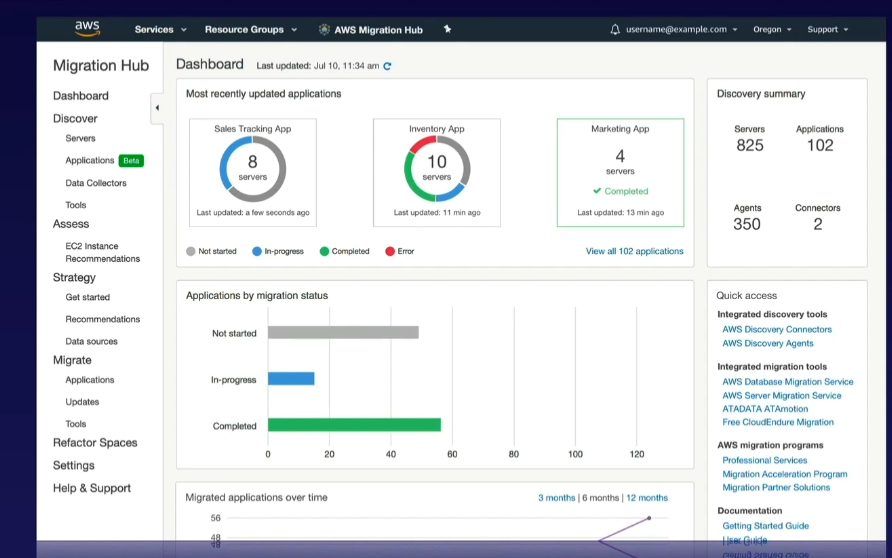 aws
Services
Resource Groups
AWS Migration Hub
username@example.com
Oregon
Support
Migration Hub
Dashboard
Discover
Servers
Applications Beta
Data Collectors
Tools
Assess
EC2 Instance
Recommendations
Strategy
Get started
Recommendations
Data sources
Migrate
Applications
Updates
Tools
Refactor Spaces
Settings
Help & Support
Dashboard Last updated: Jul 10, 11:34 am
Most recently updated applications
Sales Tracking App
8
servers
Last updated: a few seconds ago
Inventory App
10
servers
Last updated: 11 min ago
Marketing App
4
servers
Completed
Last updated: 13 min ago
Not started In-progress Completed Error
View all 102 applications
Applications by migration status
Not started
In-progress
Completed
0 20 40 60 80 100 120
Migrated applications over time
3 months | 6 months | 12 months
56
48
Discovery summary
Servers Applications
825 102
Agents Connectors
350 2
Quick access
Integrated discovery tools
AWS Discovery Connectors
AWS Discovery Agents
Integrated migration tools
AWS Database Migration Service
AWS Server Migration Service
ATADATA ATAmotion
Free CloudEndure Migration
AWS migration programs
Professional Services
Migration Acceleration Program
Migration Partner Solutions
Documentation
Getting Started Guide
User Guide